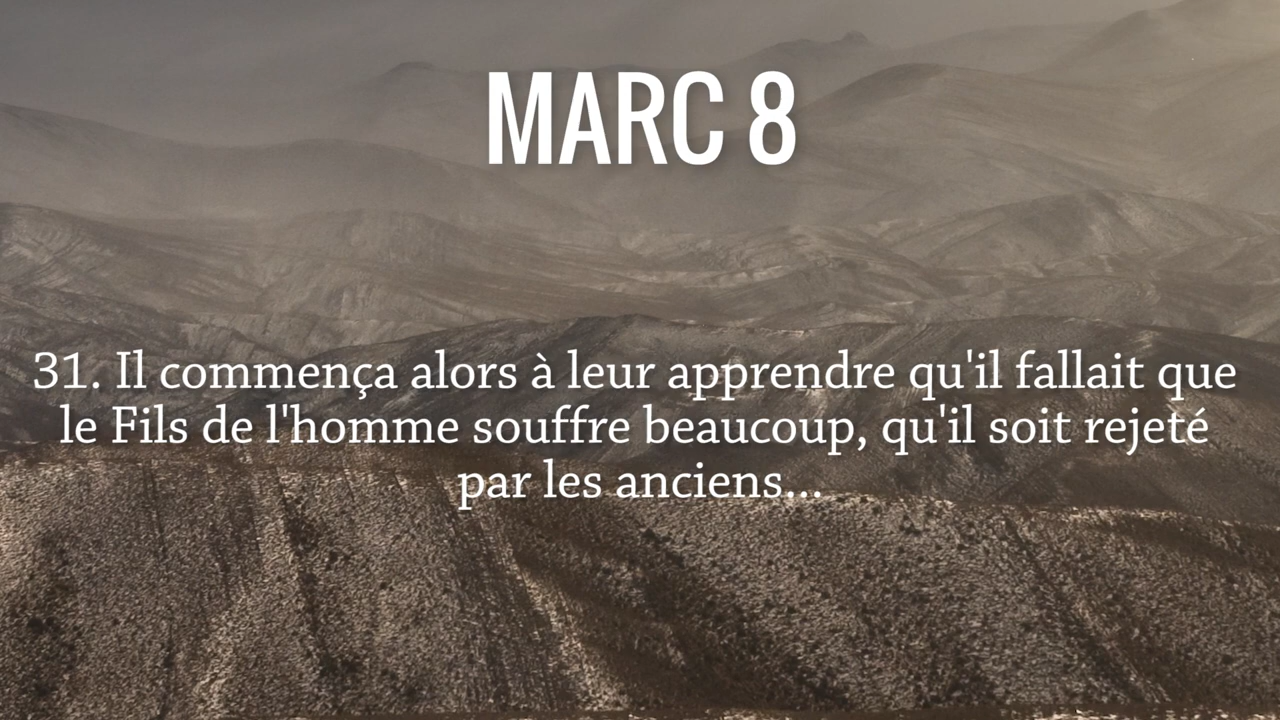 MARC 8
31. Il commença alors à leur apprendre qu'il fallait que
le Fils de l'homme souffre beaucoup, qu'il soit rejeté
par les anciens...